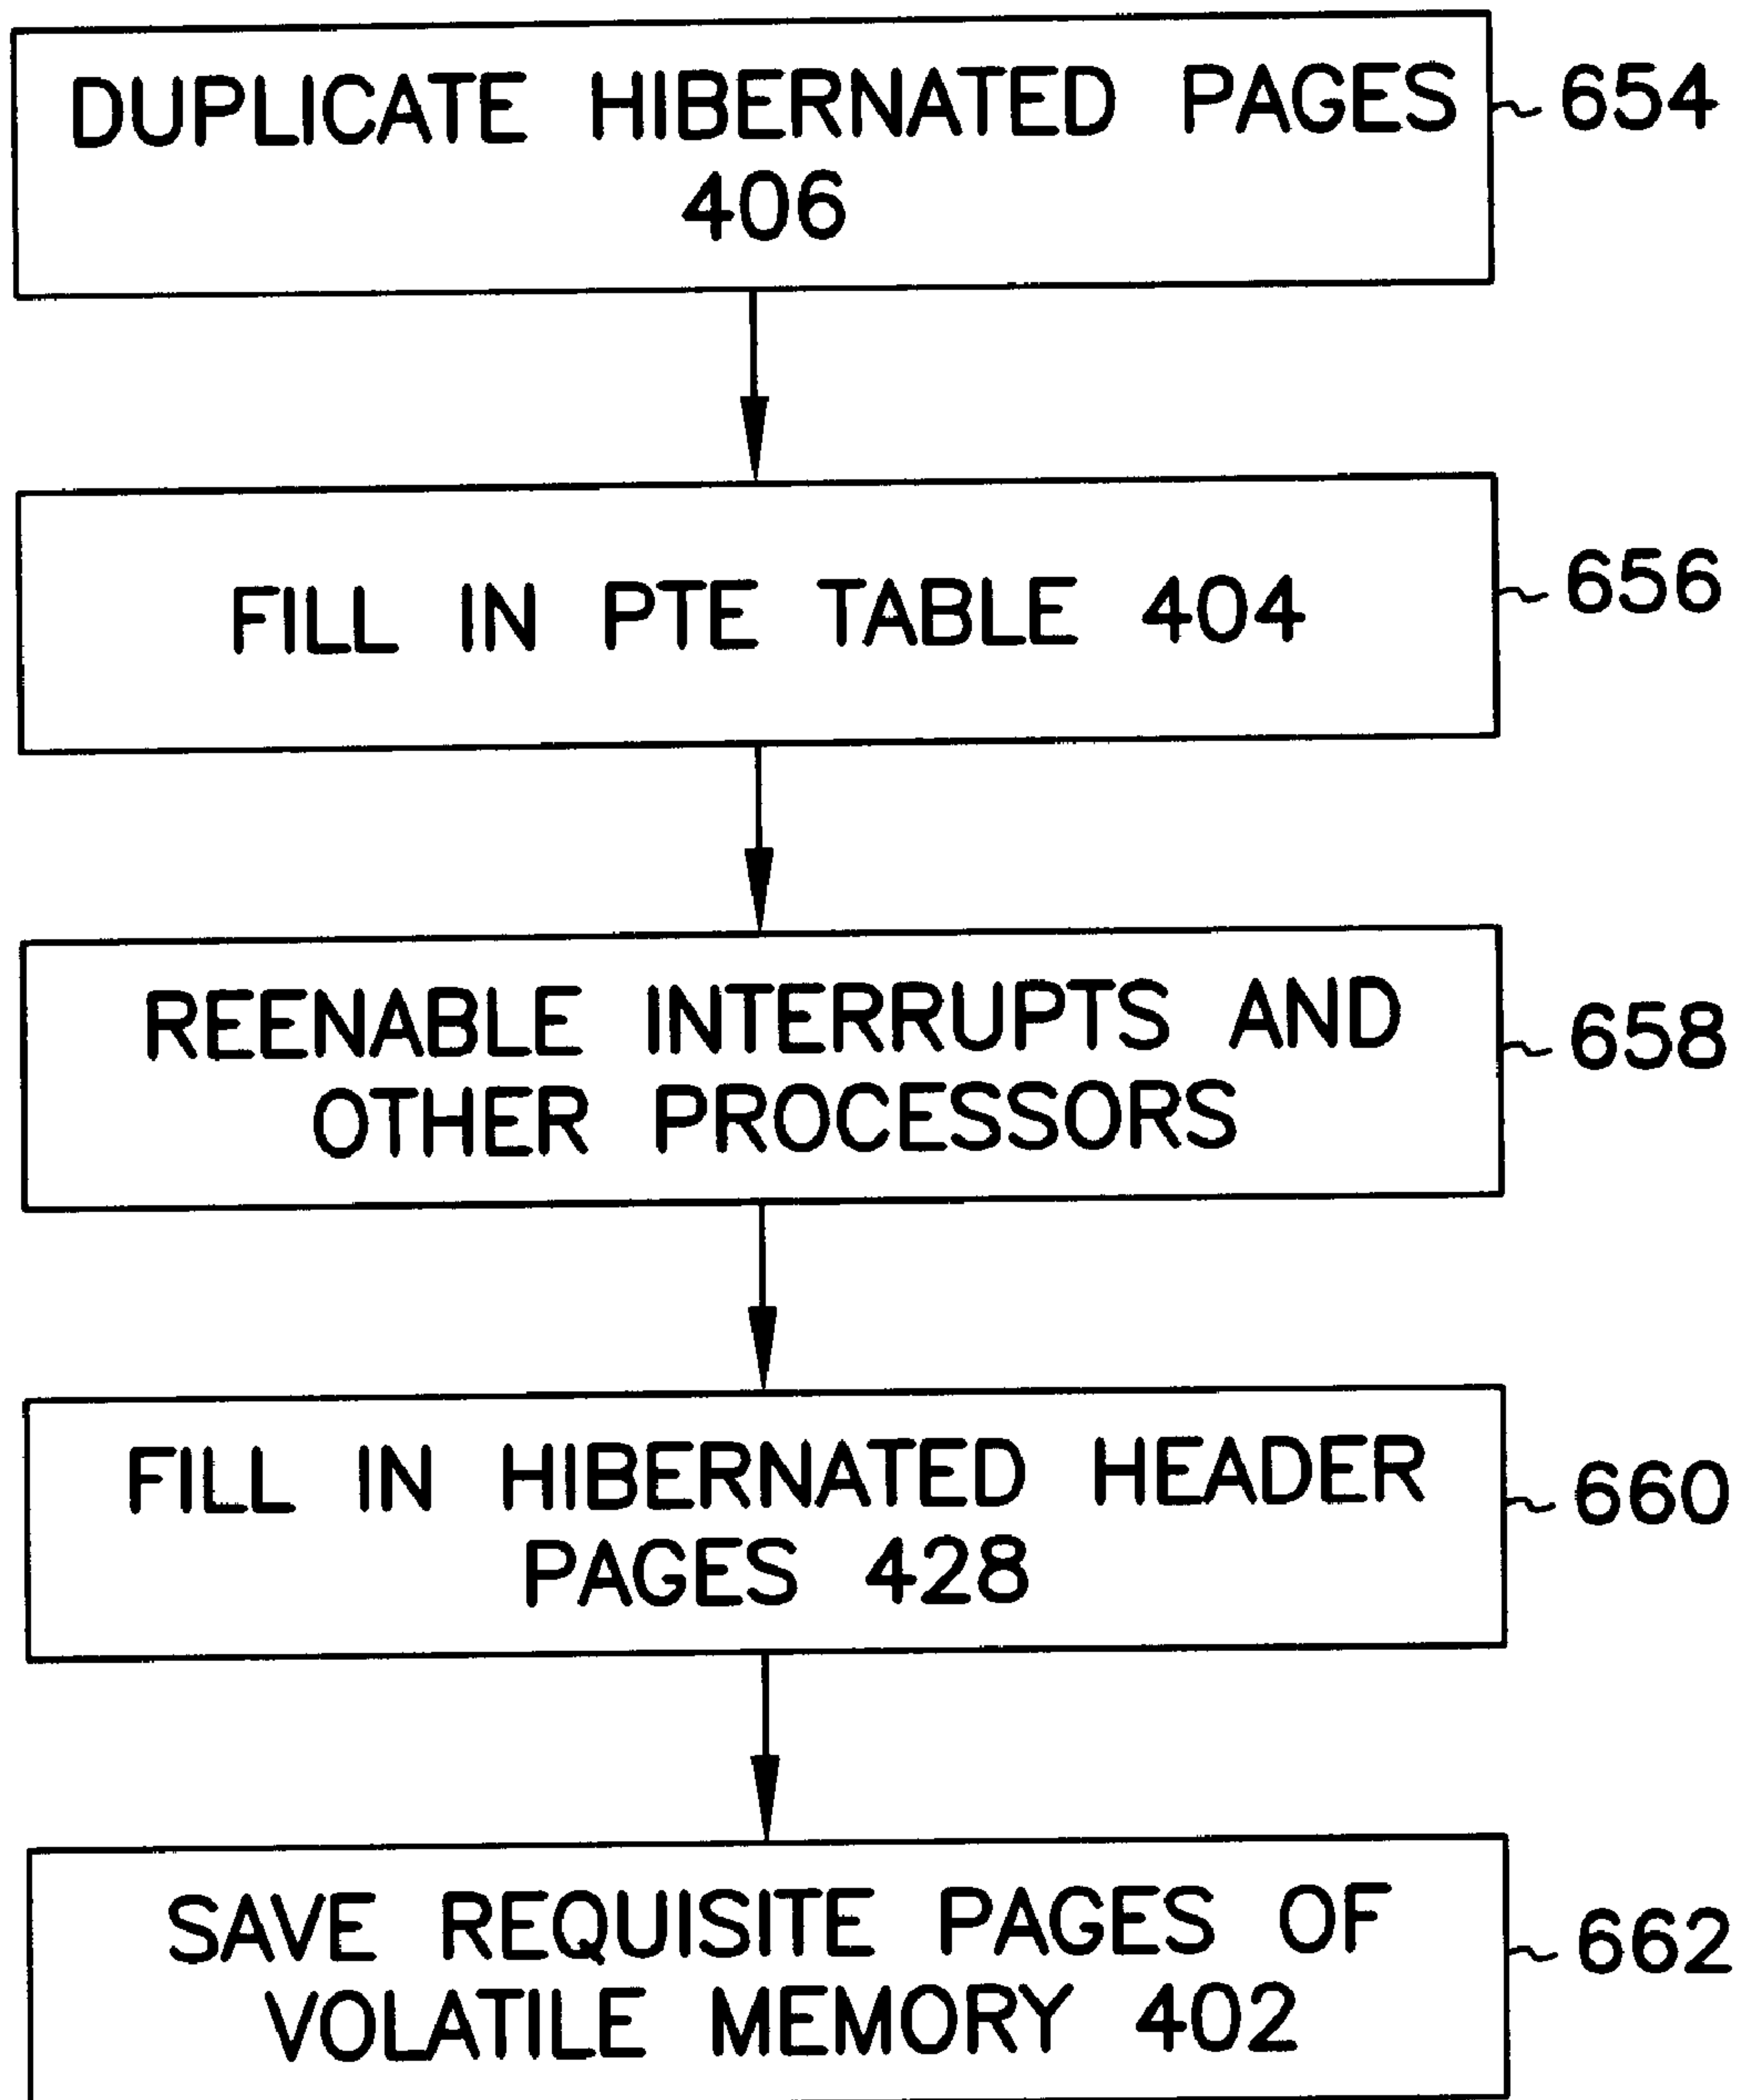 DUPLICATE HIBERNATED PAGES
406
654
FILL IN PTE TABLE 404
656
REENABLE INTERRUPTS AND
OTHER PROCESSORS
658
FILL IN HIBERNATED HEADER
PAGES 428
660
SAVE REQUISITE PAGES OF
VOLATILE MEMORY 402
662